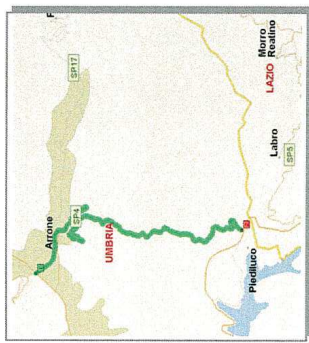 Arrone
SP17
SP4
UMBRIA
Piediluco
Morro
Reatino
LAZIO
Labro
SP5